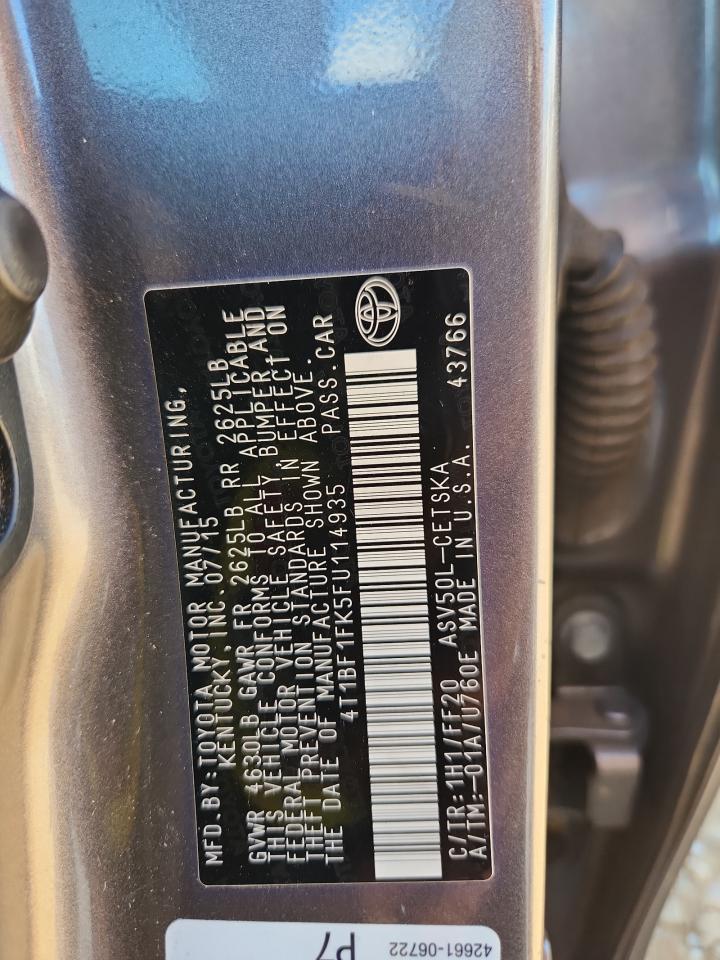 MFD.BY:TOYOTA MOTOR MANUFACTURING,
KENTUCKY, INC. 07/15
GVWR 4630LB GAWR FR 2625LB RR 2625LB
THIS VEHICLE CONFORMS TO ALL APPLICABLE
FEDERAL MOTOR VEHICLE SAFETY, BUMPER, AND
THEFT PREVENTION STANDARDS IN EFFECT ON
THE DATE OF MANUFACTURE SHOWN ABOVE.
4T1BF1FK5FU114935 PASS.CAR
C/TR:1H1/FF20 ASV50L-CETSKA 43766
A/TM:-01A/U760E MADE IN U.S.A.
42661-06722